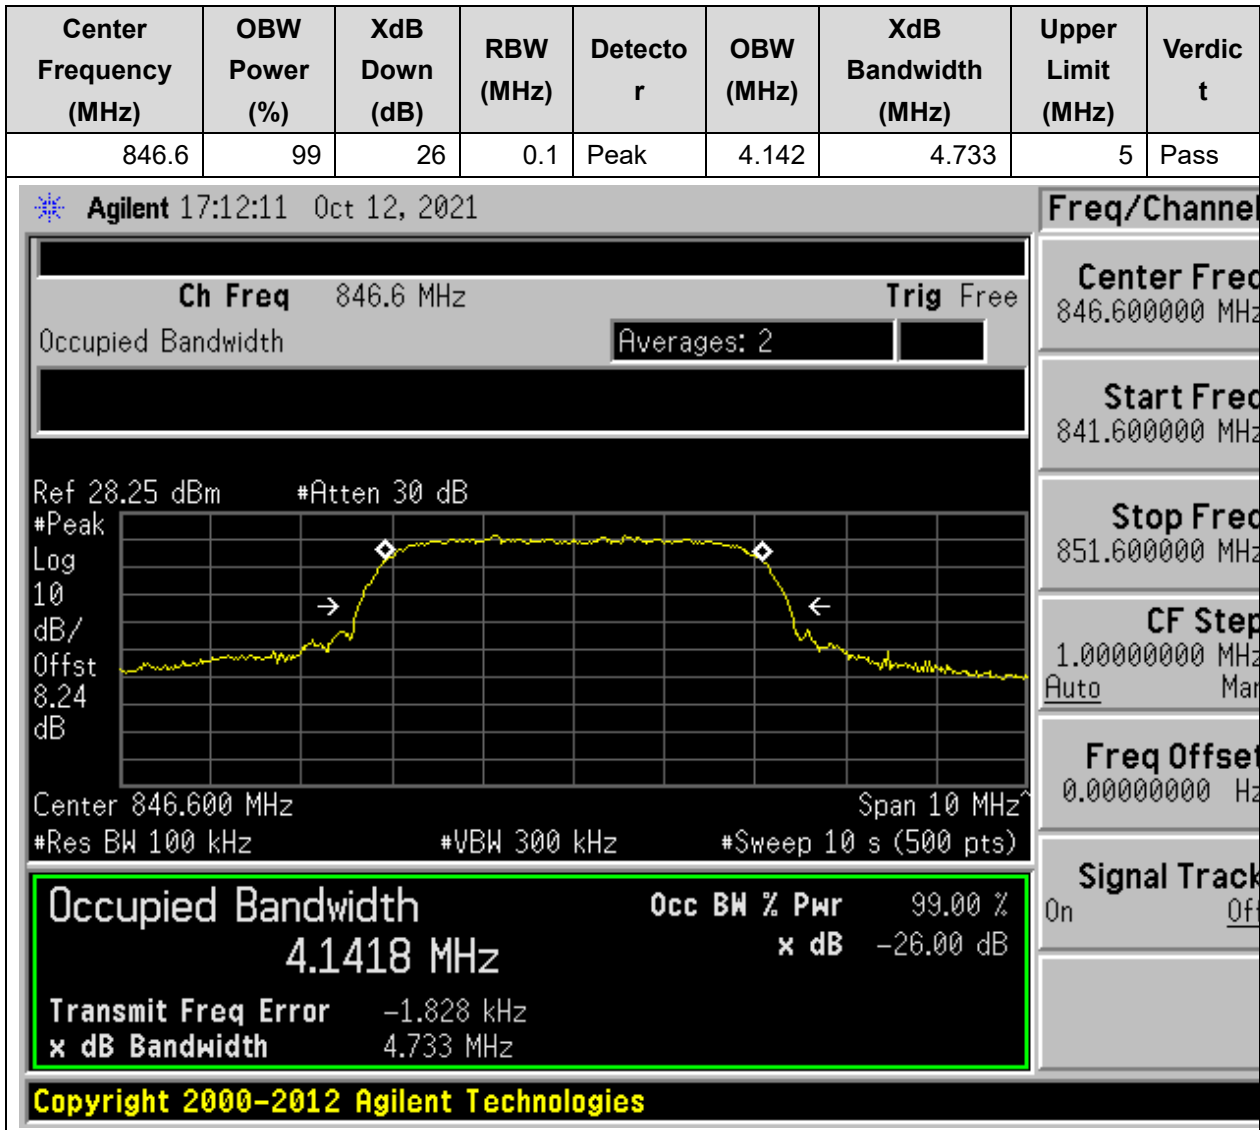 Center Frequency (MHz) OBW Power (%) XdB Down (dB) RBW (MHz) Detecto r OBW (MHz) XdB Bandwidth (MHz) Upper Limit (MHz) Verdic t
846.6 99 26 0.1 Peak 4.142 4.733 5 Pass
Agilent 17:12:11 Oct 12, 2021
Ch Freq 846.6 MHz Trig Free
Occupied Bandwidth Averages: 2
Ref 28.25 dBm #Atten 30 dB
#Peak
Log
10
dB/
Offst
8.24
dB
Center 846.600 MHz Span 10 MHz^
#Res BW 100 kHz #VBW 300 kHz #Sweep 10 s (500 pts)
Occupied Bandwidth Occ BW % Pwr 99.00 %
4.1418 MHz x dB -26.00 dB
Transmit Freq Error -1.828 kHz
x dB Bandwidth 4.733 MHz
Copyright 2000-2012 Agilent Technologies
Freq/Channel
Center Freq
846.600000 MHz
Start Freq
841.600000 MHz
Stop Freq
851.600000 MHz
CF Step
1.00000000 MHz
Auto Man
Freq Offset
0.00000000 Hz
Signal Track
On Off